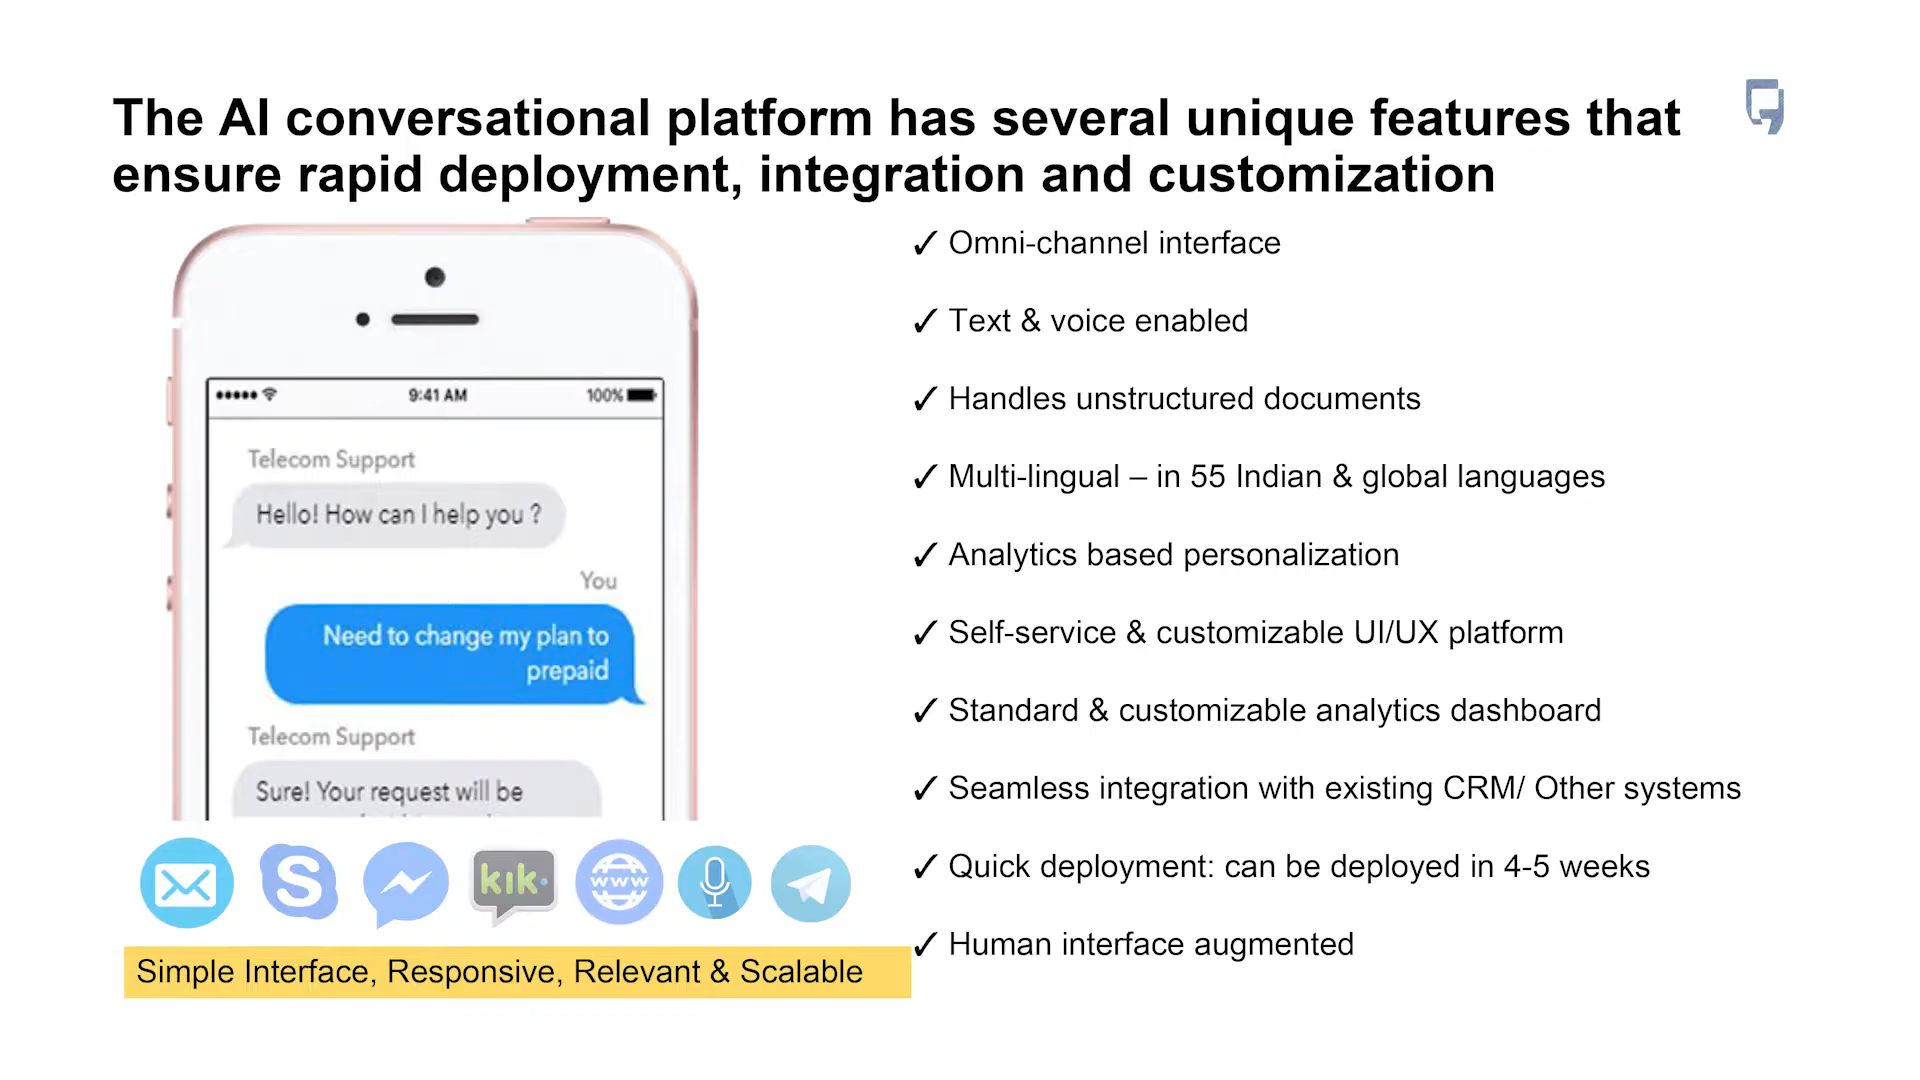 The AI conversational platform has several unique features that
ensure rapid deployment, integration and customization
9:41 AM
100%
Telecom Support
Hello! How can I help you ?
You
Need to change my plan to
prepaid
Telecom Support
Sure! Your request will be
S
kik
www
Simple Interface, Responsive, Relevant & Scalable
✓ Omni-channel interface
✓ Text & voice enabled
✓ Handles unstructured documents
✓ Multi-lingual – in 55 Indian & global languages
✓ Analytics based personalization
✓ Self-service & customizable UI/UX platform
✓ Standard & customizable analytics dashboard
✓ Seamless integration with existing CRM/ Other systems
✓ Quick deployment: can be deployed in 4-5 weeks
✓ Human interface augmented